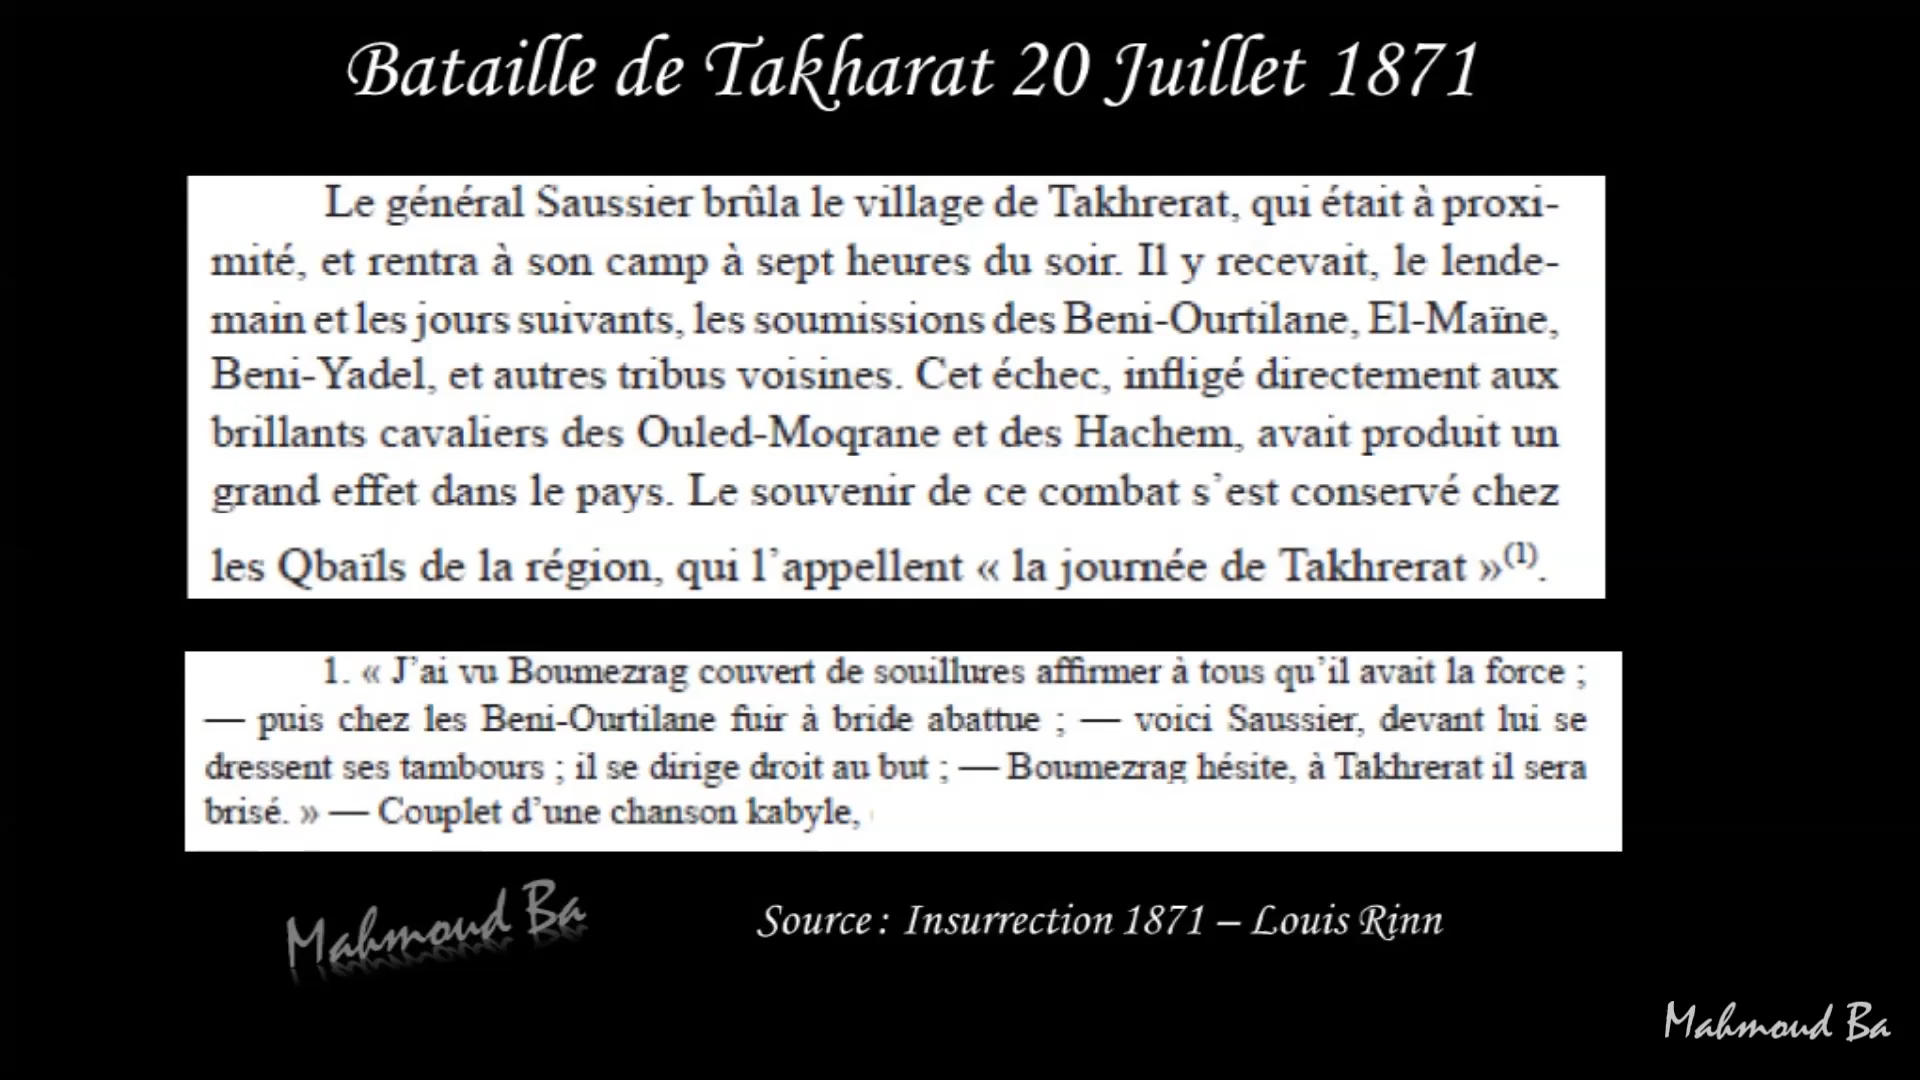 Bataille de Takharat 20 Juillet 1871
Le général Saussier brûla le village de Takhrerat, qui était à proxi-
mité, et rentra à son camp à sept heures du soir. Il y recevait, le lende-
main et les jours suivants, les soumissions des Beni-Ourtilane, El-Maïne,
Beni-Yadel, et autres tribus voisines. Cet échec, infligé directement aux
brillants cavaliers des Ouled-Moqrane et des Hachem, avait produit un
grand effet dans le pays. Le souvenir de ce combat s'est conservé chez
les Qbaïls de la région, qui l'appellent « la journée de Takhrerat »(1).
1. « J'ai vu Boumezrag couvert de souillures affirmer à tous qu'il avait la force ;
— puis chez les Beni-Ourtilane fuir à bride abattue ; — voici Saussier, devant lui se
dressent ses tambours ; il se dirige droit au but ; — Boumezrag hésite, à Takhrerat il sera
brisé. » — Couplet d'une chanson kabyle,
Mahmoud Ba
Source : Insurrection 1871 – Louis Rinn
Mahmoud Ba